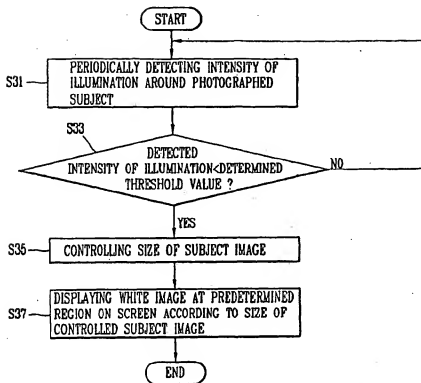 START
S31
PERIODICALLY DETECTING INTENSITY OF
ILLUMINATION AROUND PHOTOGRAPHED
SUBJECT
S33
DETECTED
INTENSITY OF ILLUMINATION<DETERMINED
THRESHOLD VALUE ?
NO
YES
S35
CONTROLLING SIZE OF SUBJECT IMAGE
S37
DISPLAYING WHITE IMAGE AT PREDETERMINED
REGION ON SCREEN ACCORDING TO SIZE OF
CONTROLLED SUBJECT IMAGE
END